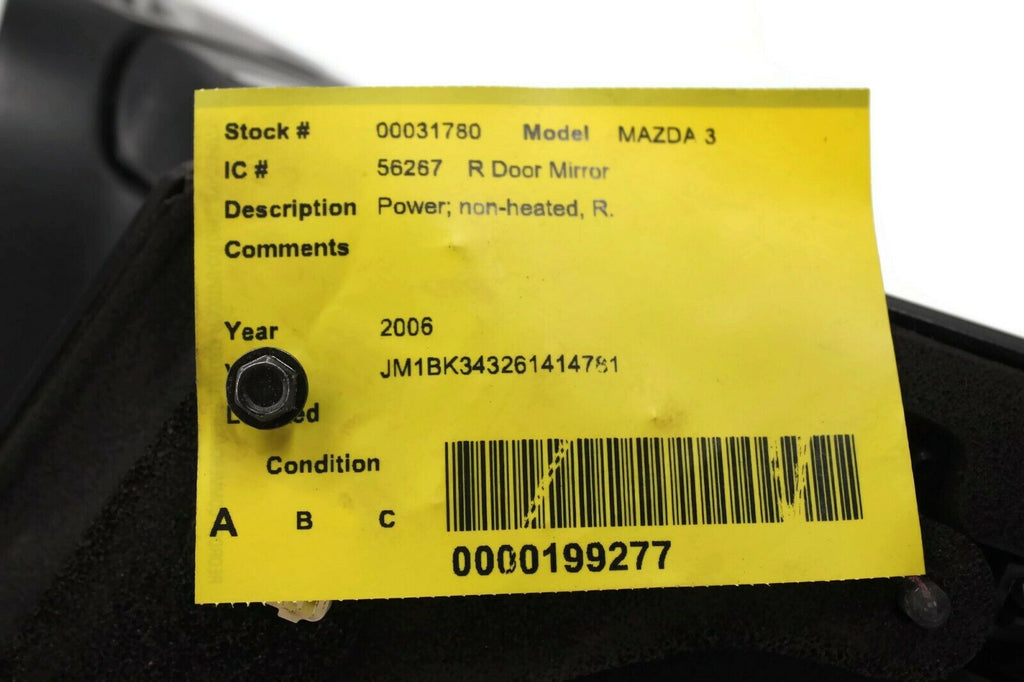 Stock # 00031780 Model MAZDA 3
IC # 56267 R Door Mirror
Description Power; non-heated, R.
Comments
Year 2006
JM1BK343261414781
Condition
A B C
0000199277